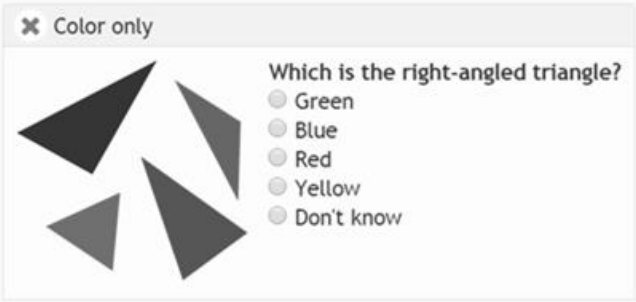 Color only
Which is the right-angled triangle?
Green
Blue
Red
Yellow
Don't know